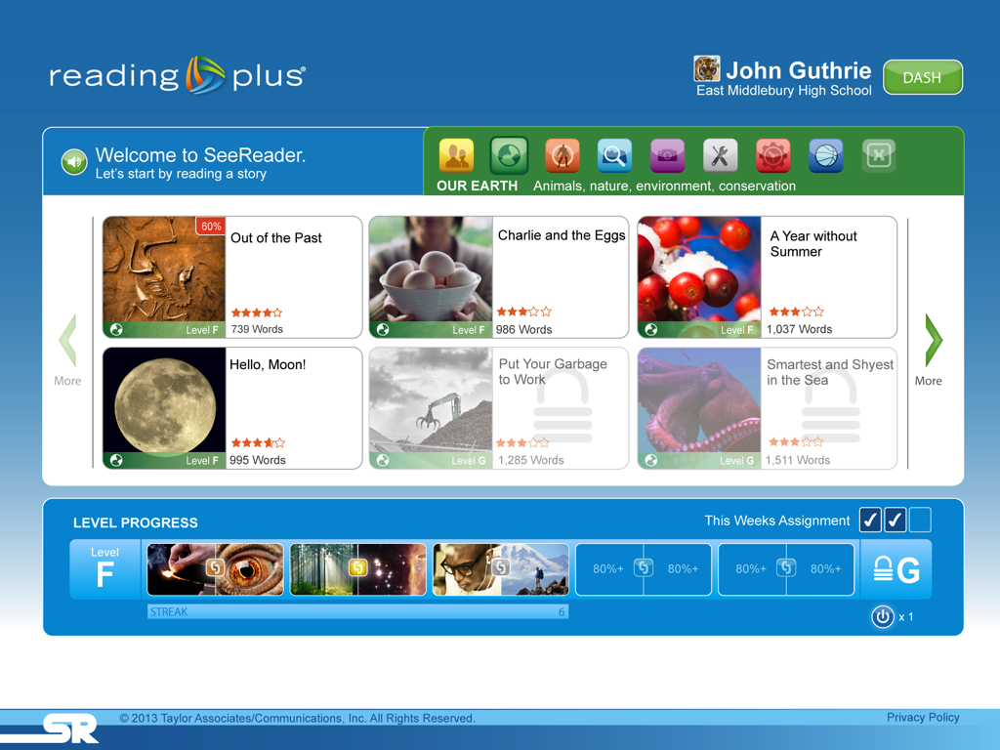 reading plus®
John Guthrie
East Middlebury High School
DASH
Welcome to SeeReader.
Let's start by reading a story
OUR EARTH Animals, nature, environment, conservation
60%
Out of the Past
Level F
739 Words
Charlie and the Eggs
Level F
986 Words
A Year without
Summer
Level F
1,037 Words
More
More
Hello, Moon!
Level F
995 Words
Put Your Garbage
to Work
Level G
1,285 Words
Smartest and Shyest
in the Sea
Level G
1,511 Words
LEVEL PROGRESS
This Weeks Assignment
Level
F
80%+ 80%+
80%+ 80%+
G
STREAK 6
x 1
SR
© 2013 Taylor Associates/Communications, Inc. All Rights Reserved.
Privacy Policy